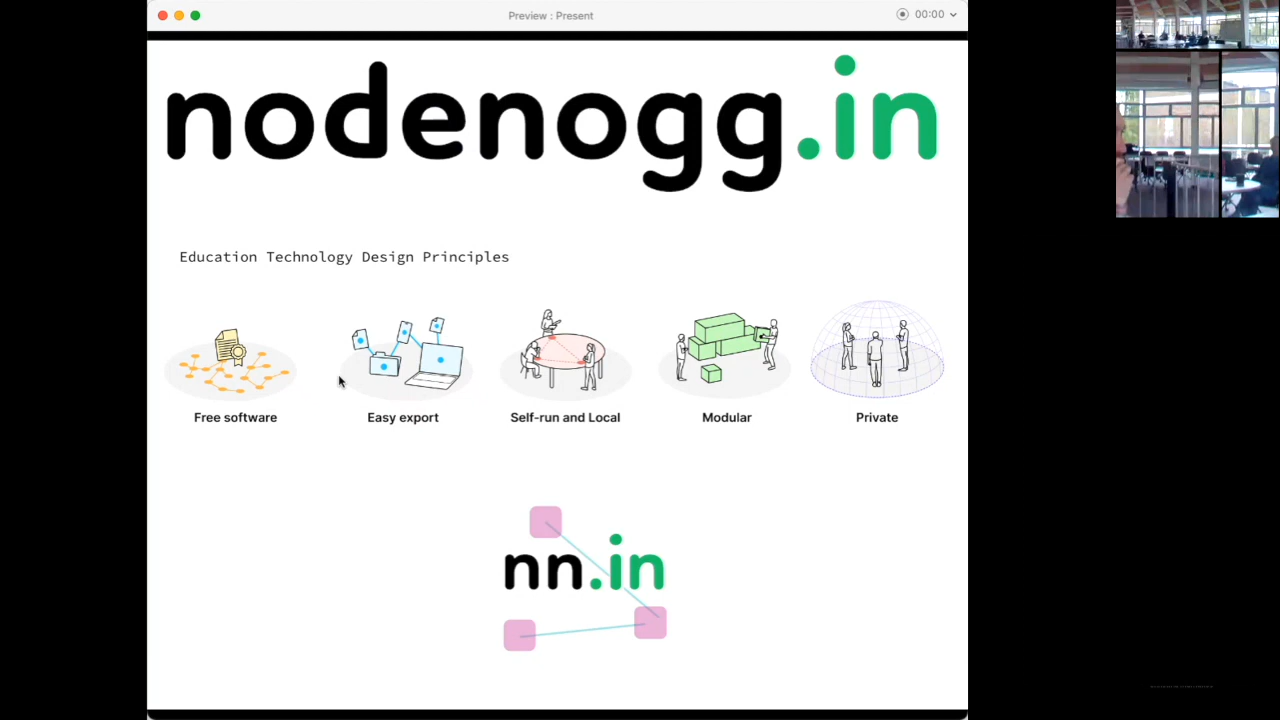 Preview : Present
00:00
nodenogg.in
Education Technology Design Principles
Free software
Easy export
Self-run and Local
Modular
Private
nn.in